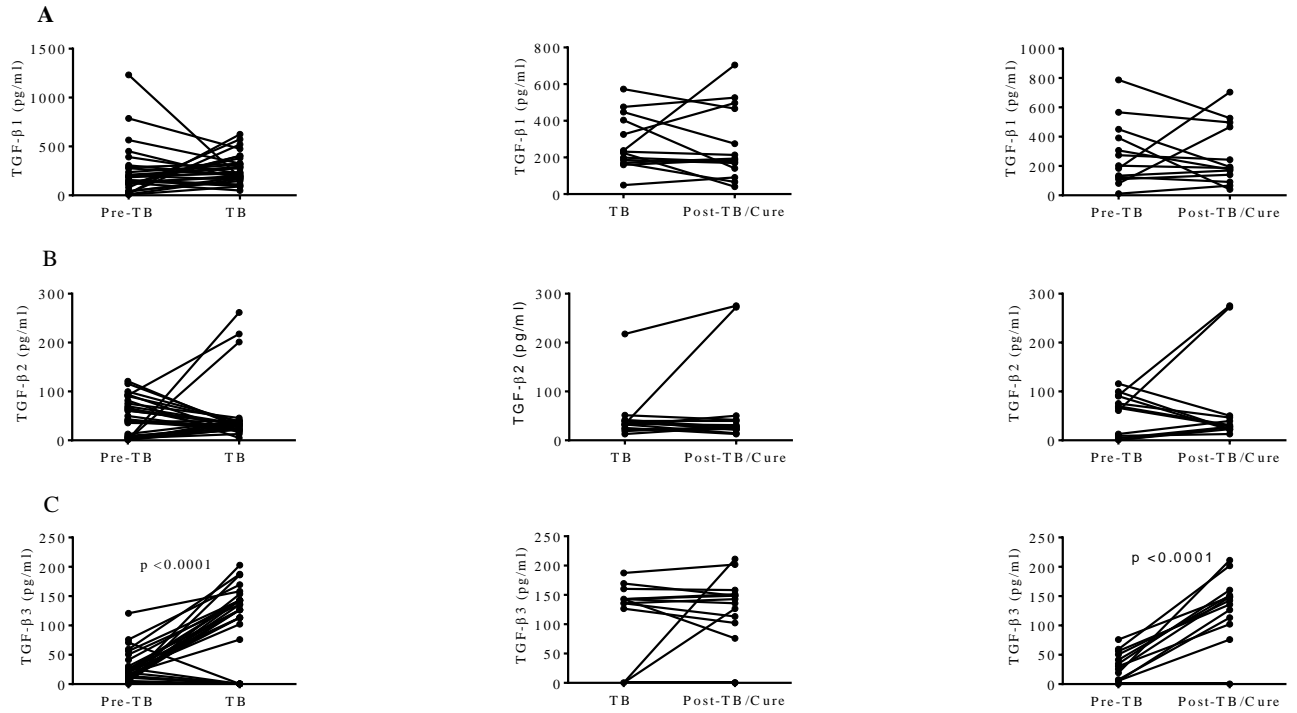 A
TGF-β1 (pg/ml)
1500
1000
500
0
Pre-TB TB
TGF-β1 (pg/ml)
800
600
400
200
0
TB Post-TB/Cure
TGF-β1 (pg/ml)
1000
800
600
400
200
0
Pre-TB Post-TB/Cure
B
TGF-β2 (pg/ml)
300
200
100
0
Pre-TB TB
TGF-β2 (pg/ml)
300
200
100
0
TB Post-TB/Cure
TGF-β2 (pg/ml)
300
200
100
0
Pre-TB Post-TB/Cure
C
TGF-β3 (pg/ml)
250
200
150
100
50
0
p <0.0001
Pre-TB TB
TGF-β3 (pg/ml)
250
200
150
100
50
0
TB Post-TB/Cure
TGF-β3 (pg/ml)
250
200
150
100
50
0
p <0.0001
Pre-TB Post-TB/Cure